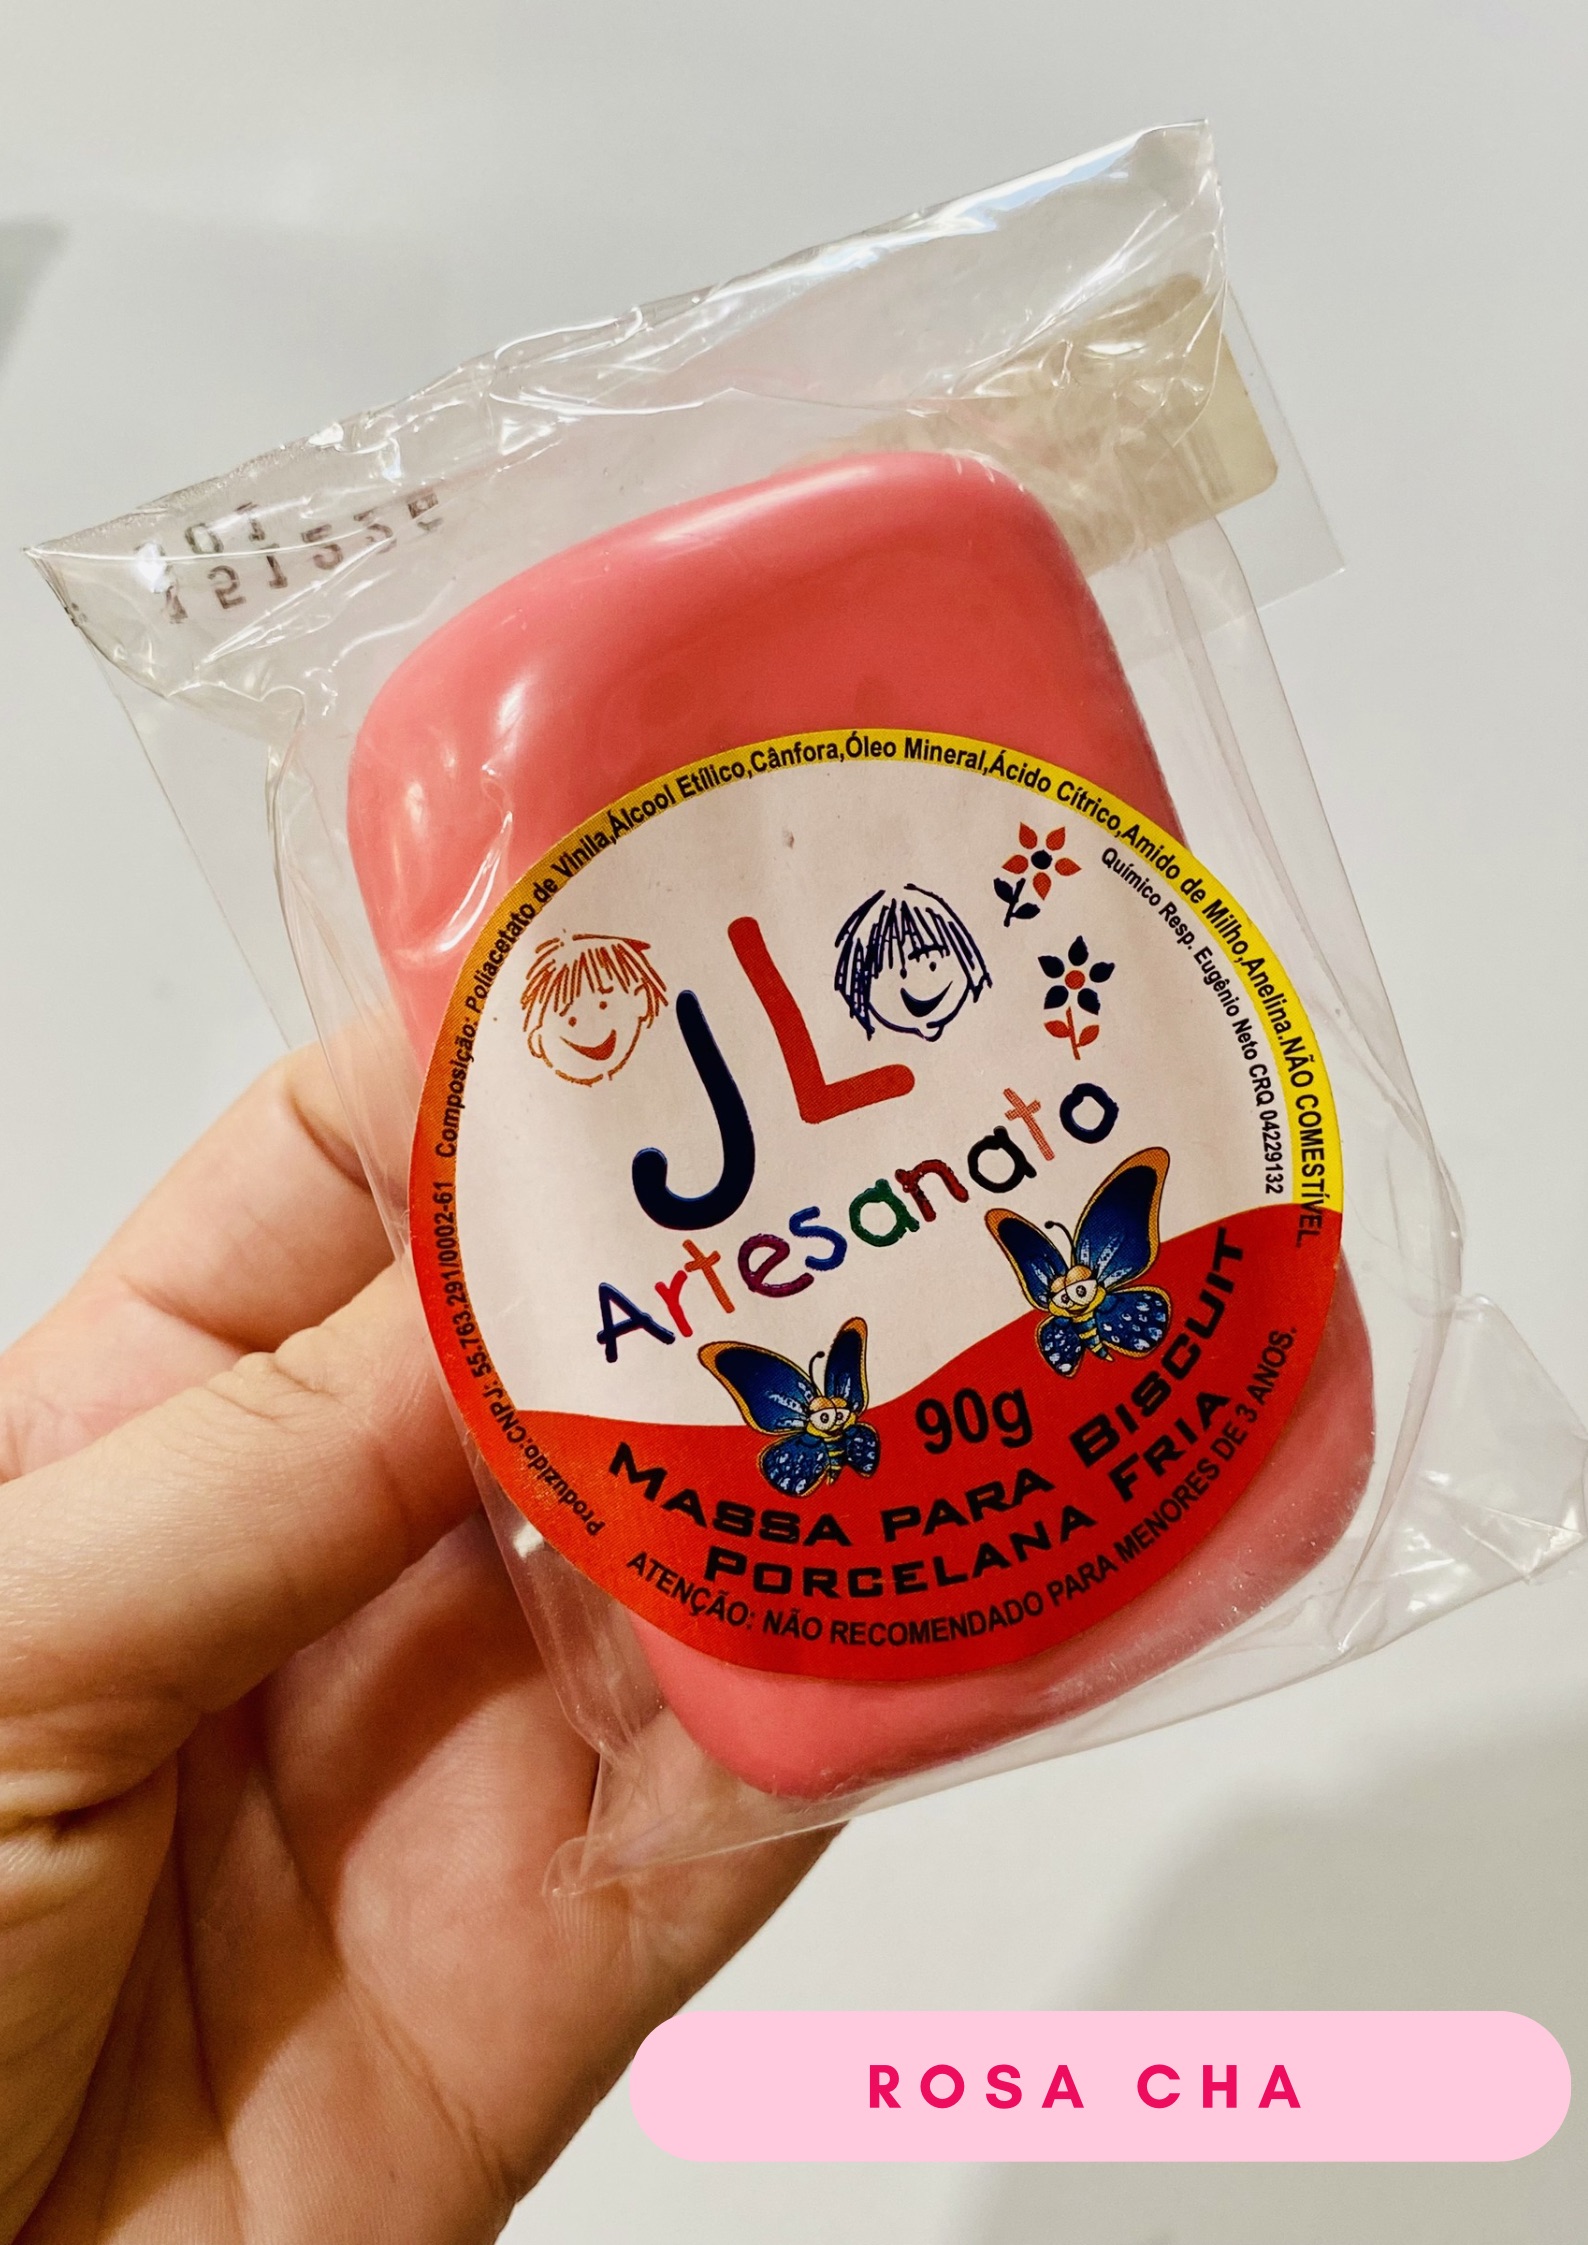 Composição: Poliacetato de Vinila,Álcool Etílico,Cânfora,Óleo Mineral,Ácido Cítrico,Amido de Milho,Anelina.NÃO COMESTÍVEL.
Químico Resp. Eugênio Neto CRQ 04229132
JL
Artesanato
90g
MASSA PARA BISCUIT
PORCELANA FRIA
ATENÇÃO: NÃO RECOMENDADO PARA MENORES DE 3 ANOS.
Produzido:CNPJ: 55.763.291/0002-61
ROSA CHA